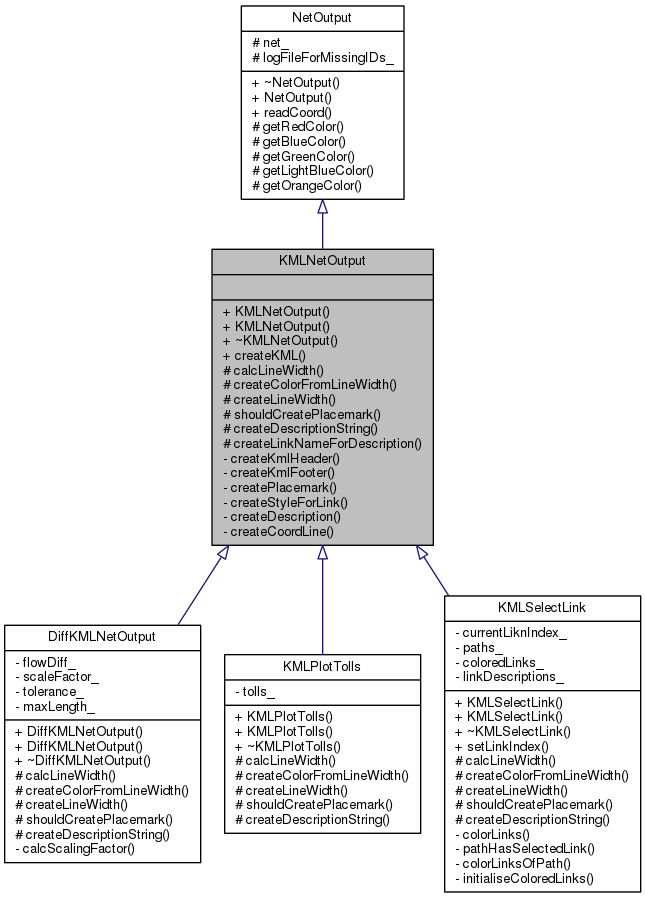 NetOutput
# net_
# logFileForMissingIDs_
+ ~NetOutput()
+ NetOutput()
+ readCoord()
# getRedColor()
# getBlueColor()
# getGreenColor()
# getLightBlueColor()
# getOrangeColor()
KMLNetOutput
+ KMLNetOutput()
+ KMLNetOutput()
+ ~KMLNetOutput()
+ createKML()
# calcLineWidth()
# createColorFromLineWidth()
# createLineWidth()
# shouldCreatePlacemark()
# createDescriptionString()
# createLinkNameForDescription()
- createKmlHeader()
- createKmlFooter()
- createPlacemark()
- createStyleForLink()
- createDescription()
- createCoordLine()
DiffKMLNetOutput
- flowDiff_
- scaleFactor_
- tolerance_
- maxLength_
+ DiffKMLNetOutput()
+ DiffKMLNetOutput()
+ ~DiffKMLNetOutput()
# calcLineWidth()
# createColorFromLineWidth()
# createLineWidth()
# shouldCreatePlacemark()
# createDescriptionString()
- calcScalingFactor()
KMLPlotTolls
- tolls_
+ KMLPlotTolls()
+ KMLPlotTolls()
+ ~KMLPlotTolls()
# calcLineWidth()
# createColorFromLineWidth()
# createLineWidth()
# shouldCreatePlacemark()
# createDescriptionString()
KMLSelectLink
- currentLiknIndex_
- paths_
- coloredLinks_
- linkDescriptions_
+ KMLSelectLink()
+ KMLSelectLink()
+ ~KMLSelectLink()
+ setLinkIndex()
# calcLineWidth()
# createColorFromLineWidth()
# createLineWidth()
# shouldCreatePlacemark()
# createDescriptionString()
- colorLinks()
- pathHasSelectedLink()
- colorLinksOfPath()
- initialiseColoredLinks()